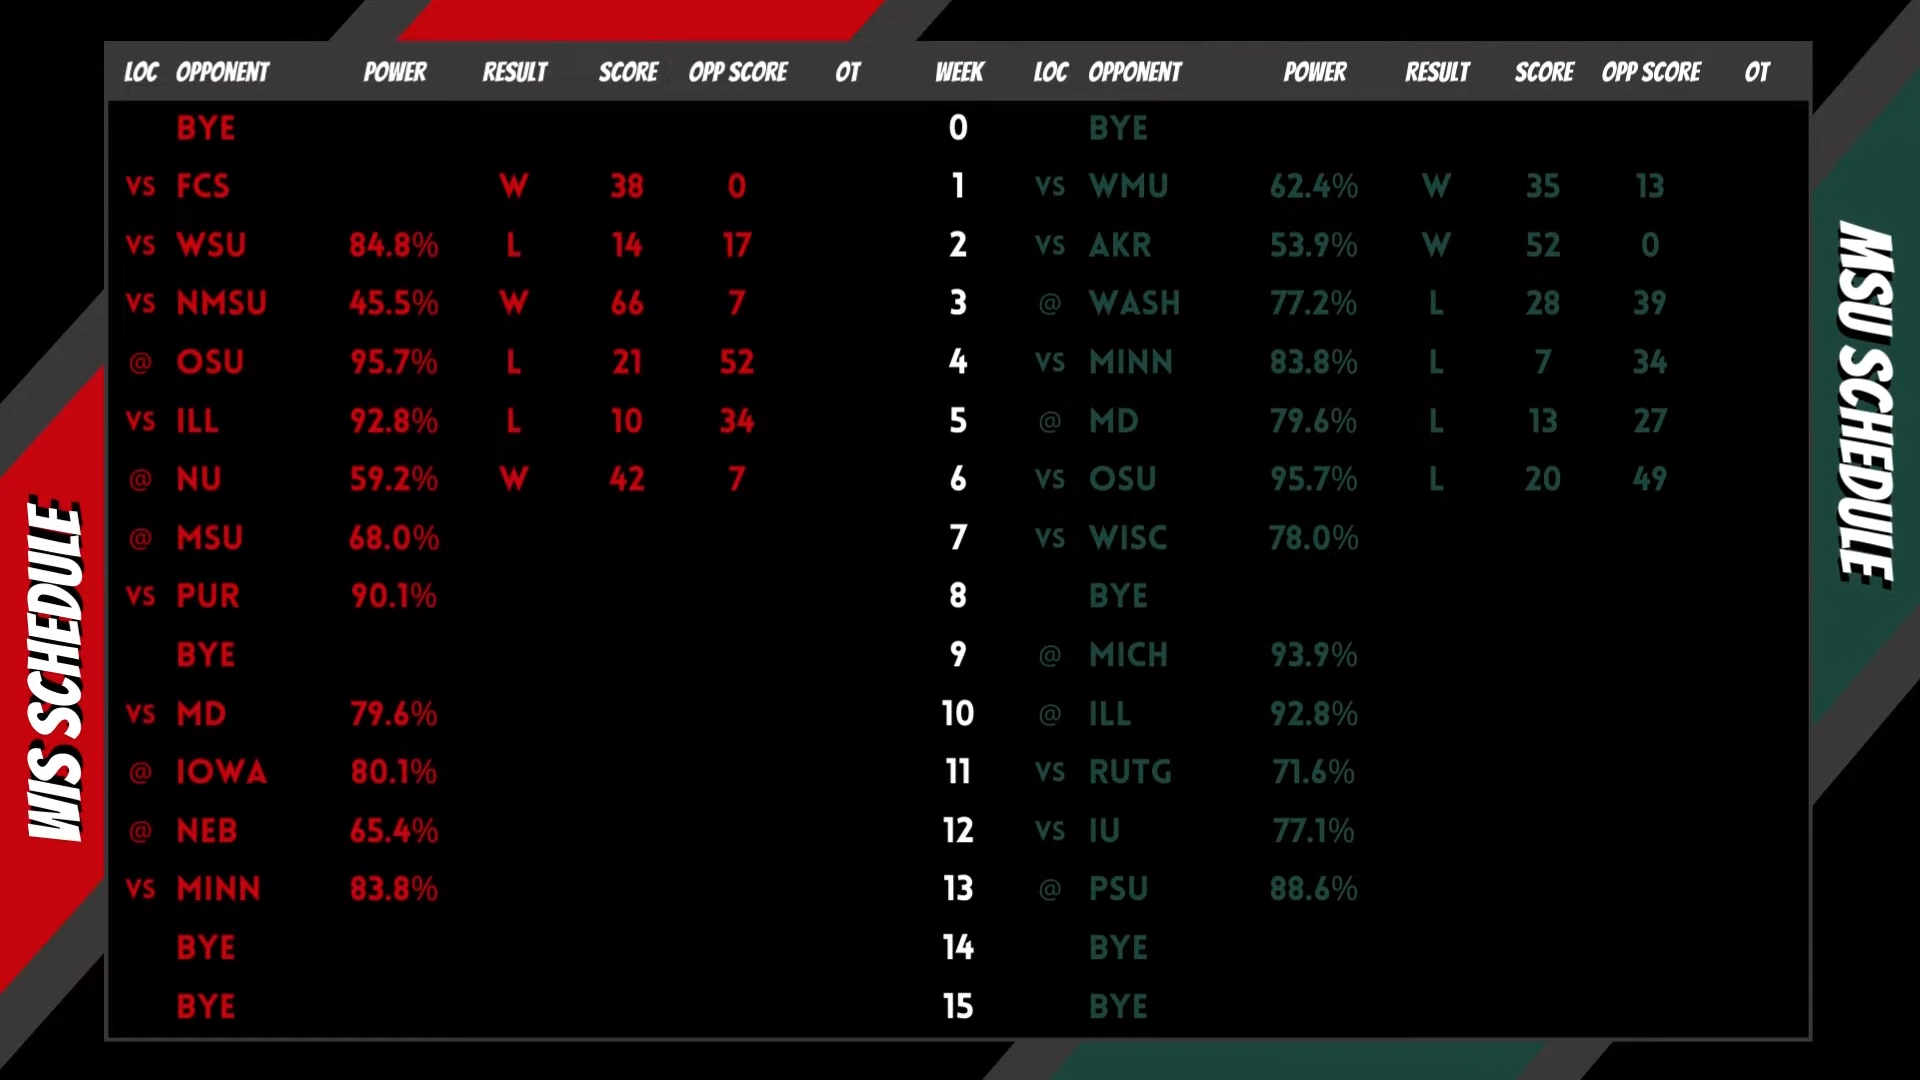 LOC OPPONENT POWER RESULT SCORE OPP SCORE OT WEEK LOC OPPONENT POWER RESULT SCORE OPP SCORE OT
BYE 0 BYE
VS FCS W 38 0 1 VS WMU 62.4% W 35 13
VS WSU 84.8% L 14 17 2 VS AKR 53.9% W 52 0
VS NMSU 45.5% W 66 7 3 @ WASH 77.2% L 28 39
@ OSU 95.7% L 21 52 4 VS MINN 83.8% L 7 34
VS ILL 92.8% L 10 34 5 @ MD 79.6% L 13 27
@ NU 59.2% W 42 7 6 VS OSU 95.7% L 20 49
@ MSU 68.0% 7 VS WISC 78.0%
VS PUR 90.1% 8 BYE
BYE 9 @ MICH 93.9%
VS MD 79.6% 10 @ ILL 92.8%
@ IOWA 80.1% 11 VS RUTG 71.6%
@ NEB 65.4% 12 VS IU 77.1%
VS MINN 83.8% 13 @ PSU 88.6%
BYE 14 BYE
BYE 15 BYE
WIS SCHEDULE
MSU SCHEDULE